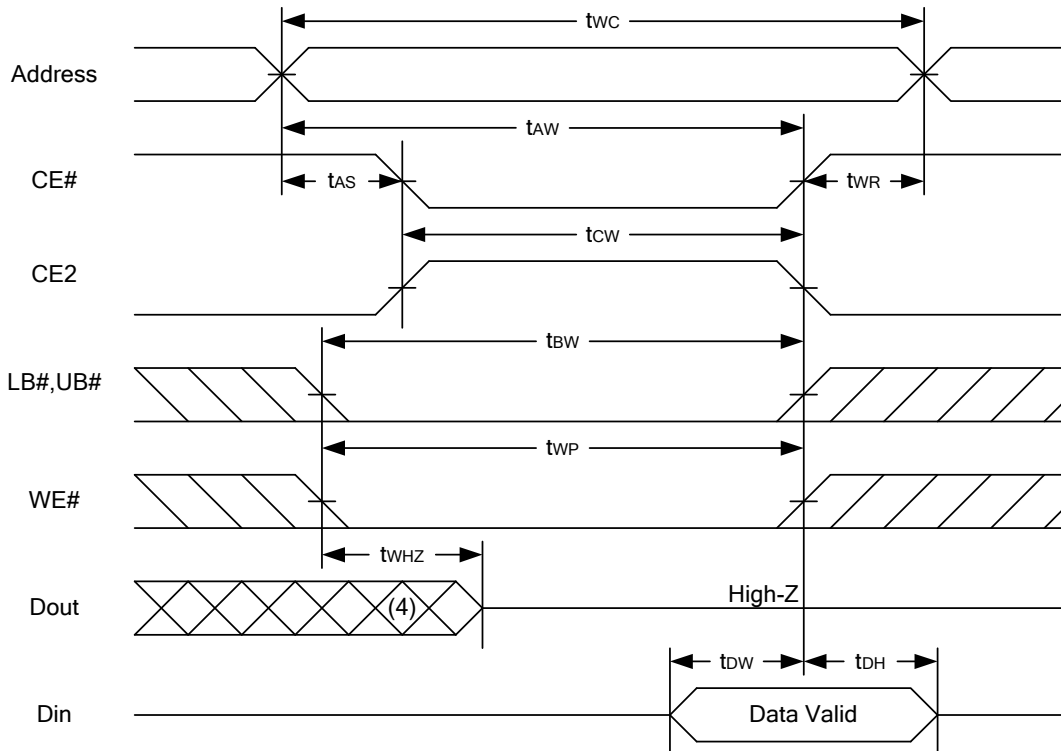 tWC
Address
tAW
CE#
tAS
tWR
tCW
CE2
tBW
LB#,UB#
tWP
WE#
tWHZ
Dout
(4)
High-Z
tDW
tDH
Din
Data Valid